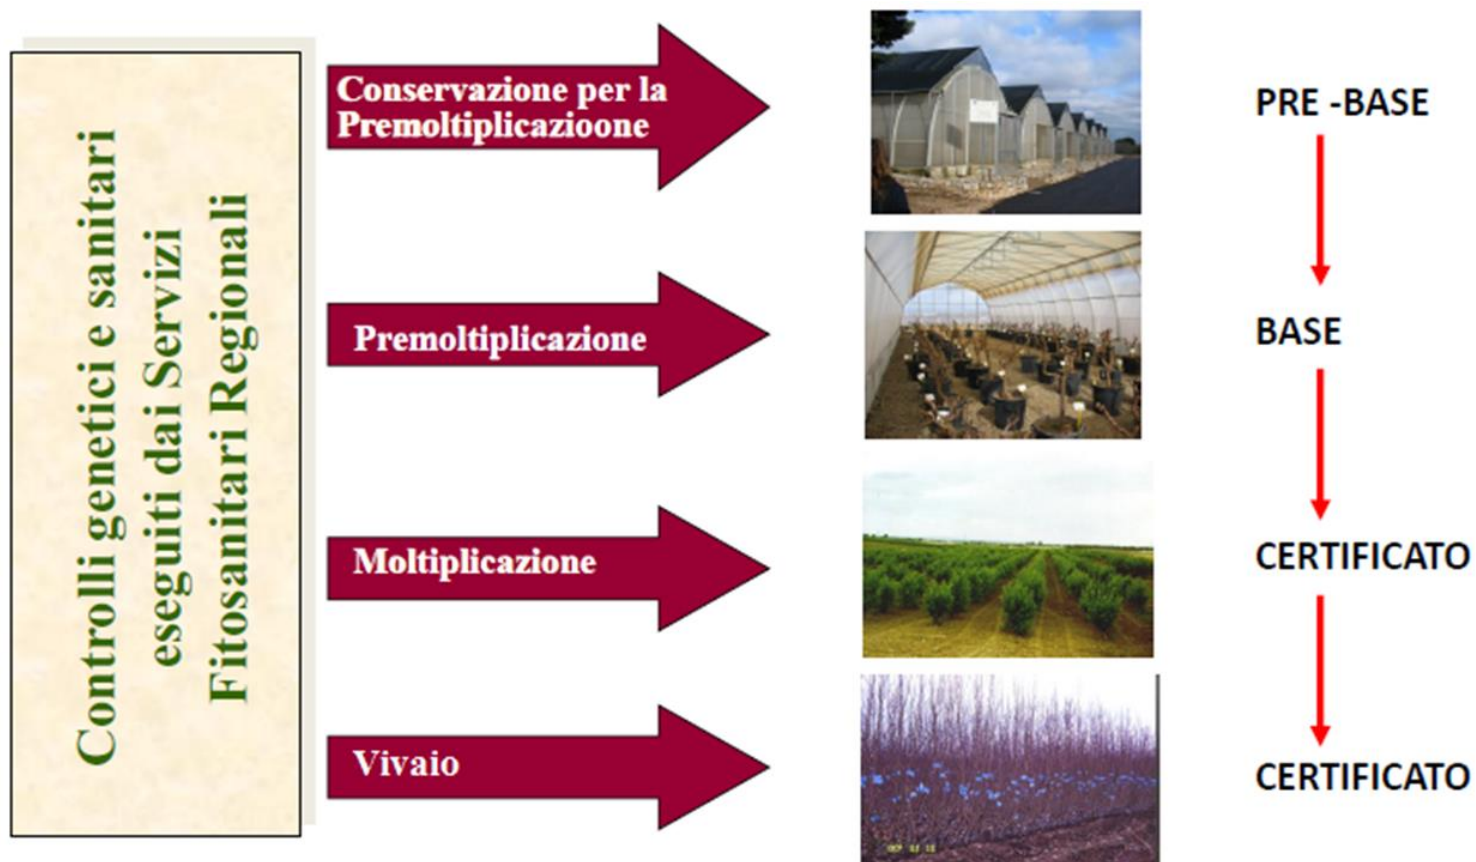 Controlli genetici e sanitari
eseguiti dai Servizi
Fitosanitari Regionali
Conservazione per la
Premoltiplicazioone
PRE -BASE
Premoltiplicazione
BASE
Moltiplicazione
CERTIFICATO
Vivaio
CERTIFICATO